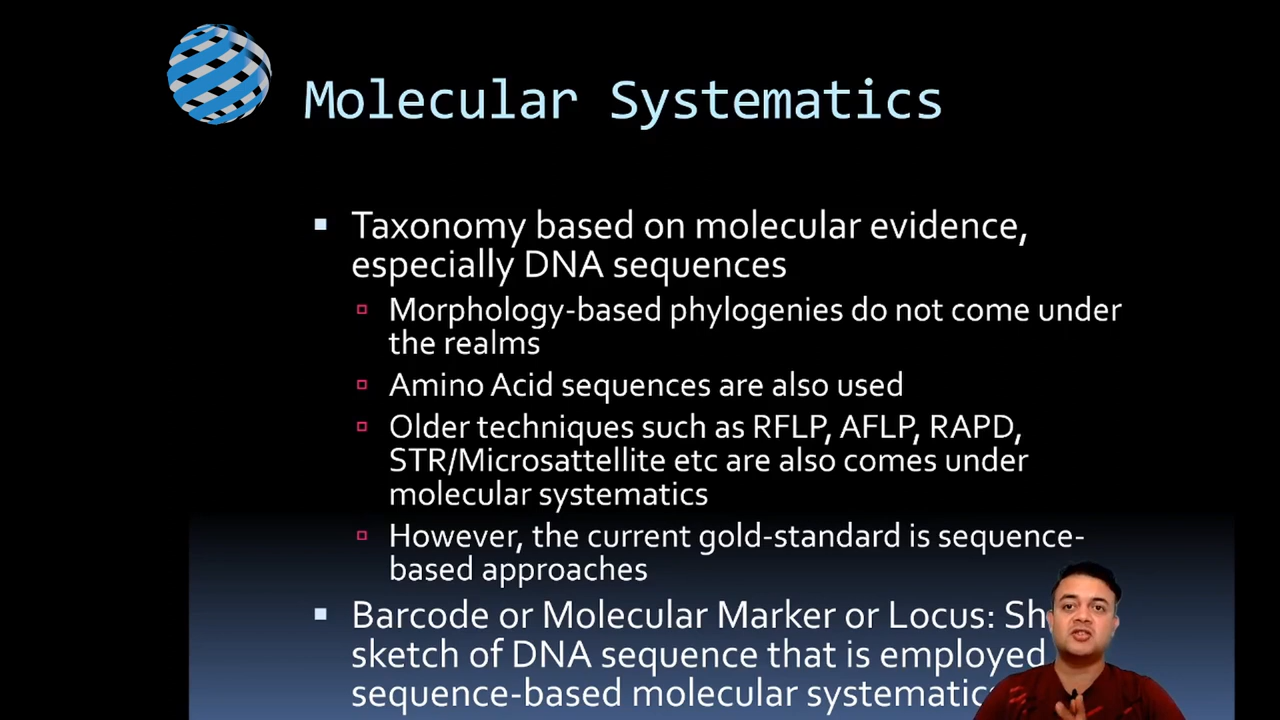 Molecular Systematics
Taxonomy based on molecular evidence,
especially DNA sequences
Morphology-based phylogenies do not come under
the realms
Amino Acid sequences are also used
Older techniques such as RFLP, AFLP, RAPD,
STR/Microsattellite etc are also comes under
molecular systematics
However, the current gold-standard is sequence-
based approaches
Barcode or Molecular Marker or Locus:
sketch of DNA sequence that is employed
sequence-based molecular